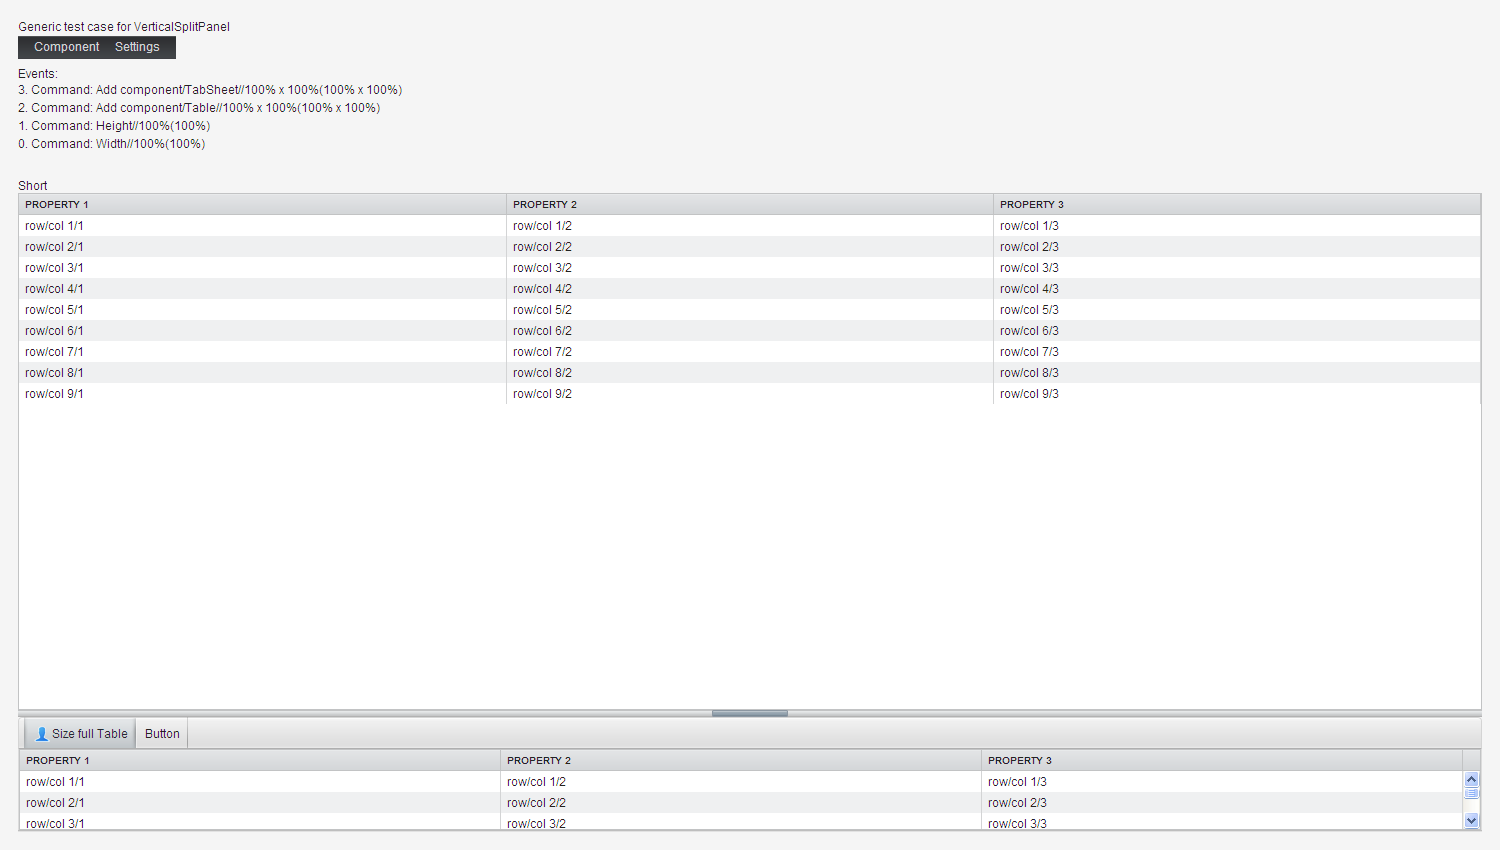 Generic test case for VerticalSplitPanel
Component Settings
Events:
3. Command: Add component/TabSheet//100% x 100%(100% x 100%)
2. Command: Add component/Table//100% x 100%(100% x 100%)
1. Command: Height//100%(100%)
0. Command: Width//100%(100%)
Short
PROPERTY 1 PROPERTY 2 PROPERTY 3
row/col 1/1 row/col 1/2 row/col 1/3
row/col 2/1 row/col 2/2 row/col 2/3
row/col 3/1 row/col 3/2 row/col 3/3
row/col 4/1 row/col 4/2 row/col 4/3
row/col 5/1 row/col 5/2 row/col 5/3
row/col 6/1 row/col 6/2 row/col 6/3
row/col 7/1 row/col 7/2 row/col 7/3
row/col 8/1 row/col 8/2 row/col 8/3
row/col 9/1 row/col 9/2 row/col 9/3
Size full Table Button
PROPERTY 1 PROPERTY 2 PROPERTY 3
row/col 1/1 row/col 1/2 row/col 1/3
row/col 2/1 row/col 2/2 row/col 2/3
row/col 3/1 row/col 3/2 row/col 3/3